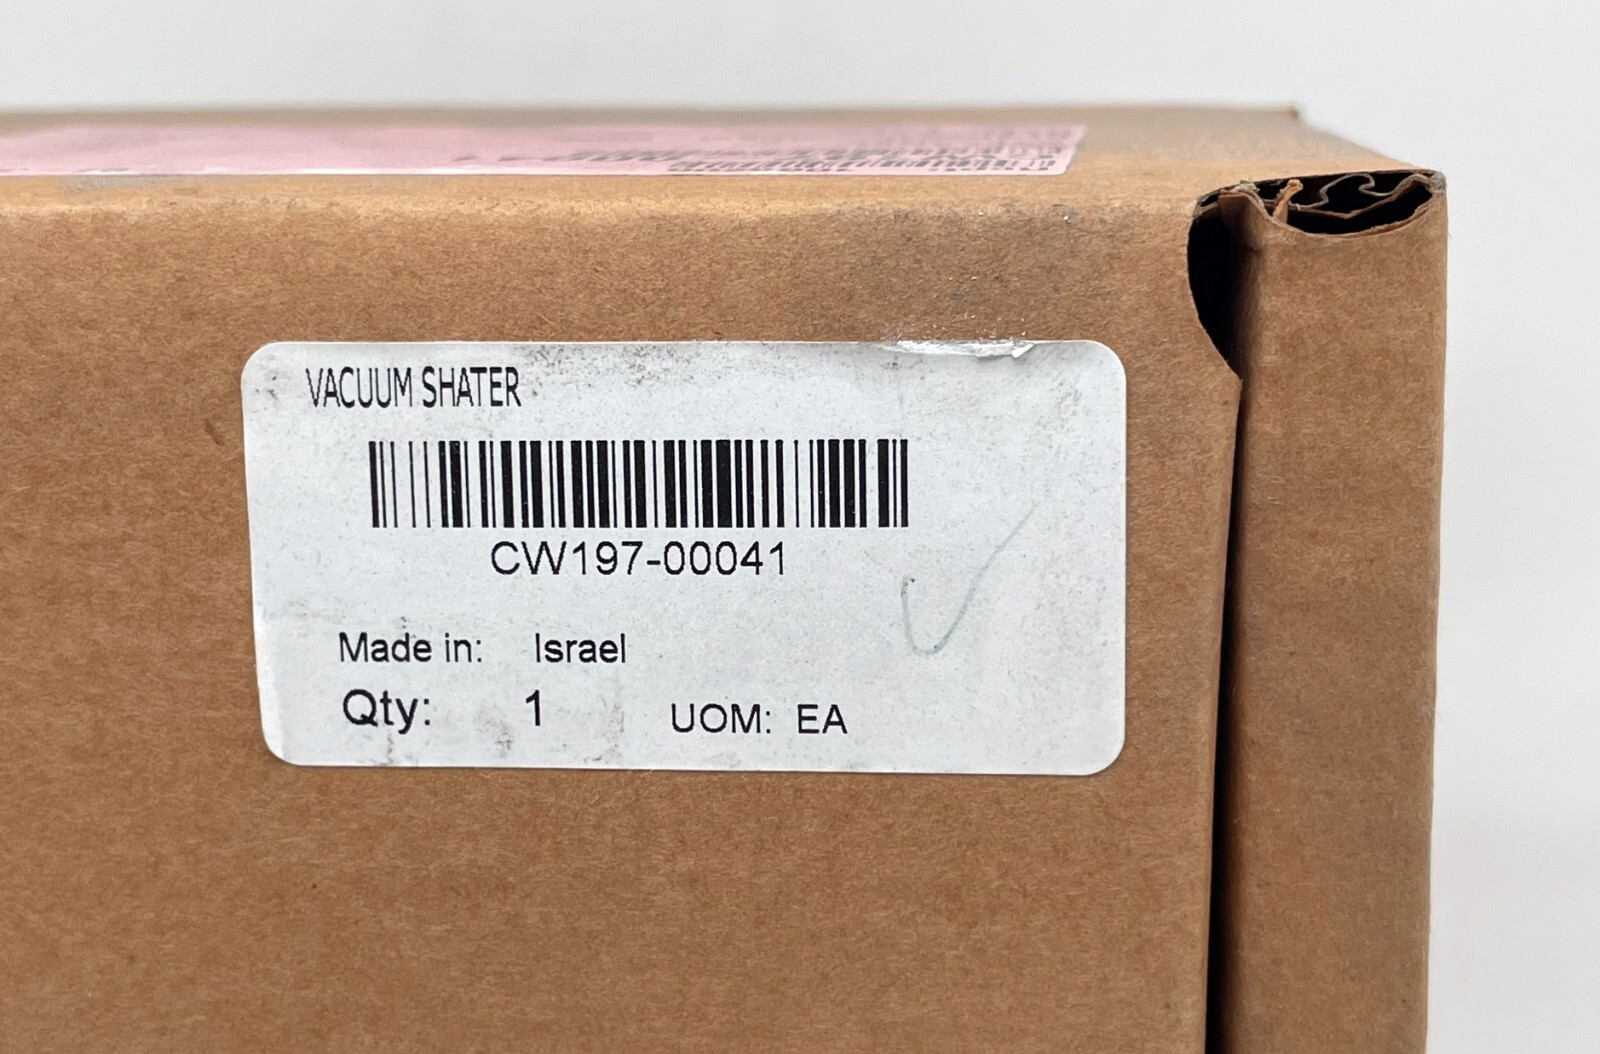 VACUUM SHATER
CW197-00041
Made in: Israel
Qty: 1 UOM: EA